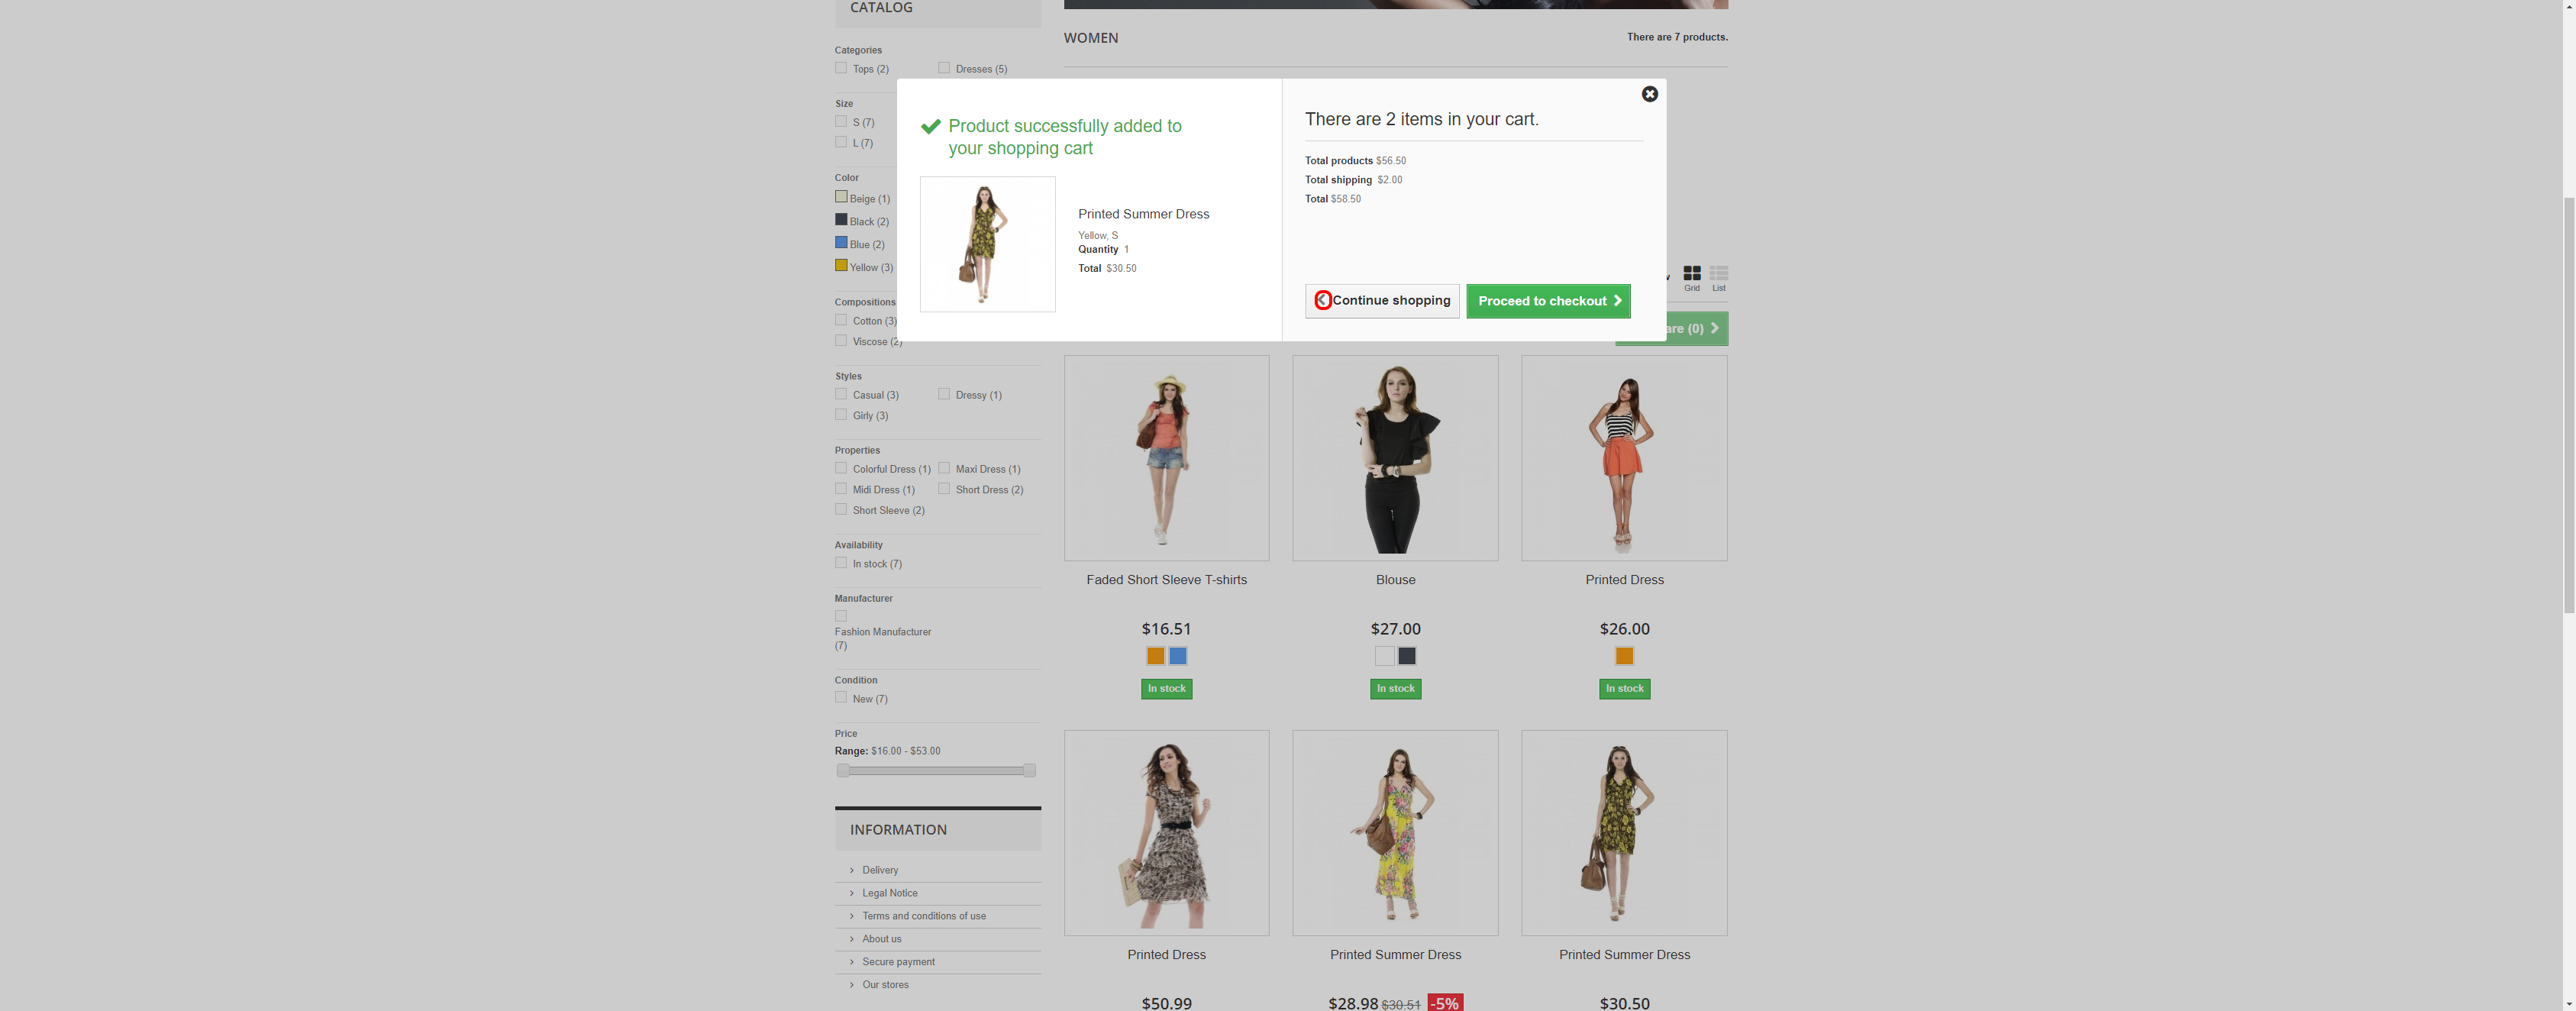 CATALOG
Categories
Tops (2)
Dresses (5)
Size
S (7)
L (7)
Color
Beige (1)
Black (2)
Blue (2)
Yellow (3)
Compositions
Cotton (3)
Viscose (2)
Styles
Casual (3)
Dressy (1)
Girly (3)
Properties
Colorful Dress (1)
Maxi Dress (1)
Midi Dress (1)
Short Dress (2)
Short Sleeve (2)
Availability
In stock (7)
Manufacturer
Fashion Manufacturer
(7)
Condition
New (7)
Price
Range: $16.00 - $53.00
INFORMATION
Delivery
Legal Notice
Terms and conditions of use
About us
Secure payment
Our stores
WOMEN
There are 7 products.
Product successfully added to
your shopping cart
Printed Summer Dress
Yellow, S
Quantity 1
Total $30.50
There are 2 items in your cart.
Total products $56.50
Total shipping $2.00
Total $58.50
Continue shopping
Proceed to checkout
Grid
List
(0)
Faded Short Sleeve T-shirts
$16.51
In stock
Blouse
$27.00
In stock
Printed Dress
$26.00
In stock
Printed Dress
$50.99
Printed Summer Dress
$28.98 $30.51 -5%
Printed Summer Dress
$30.50